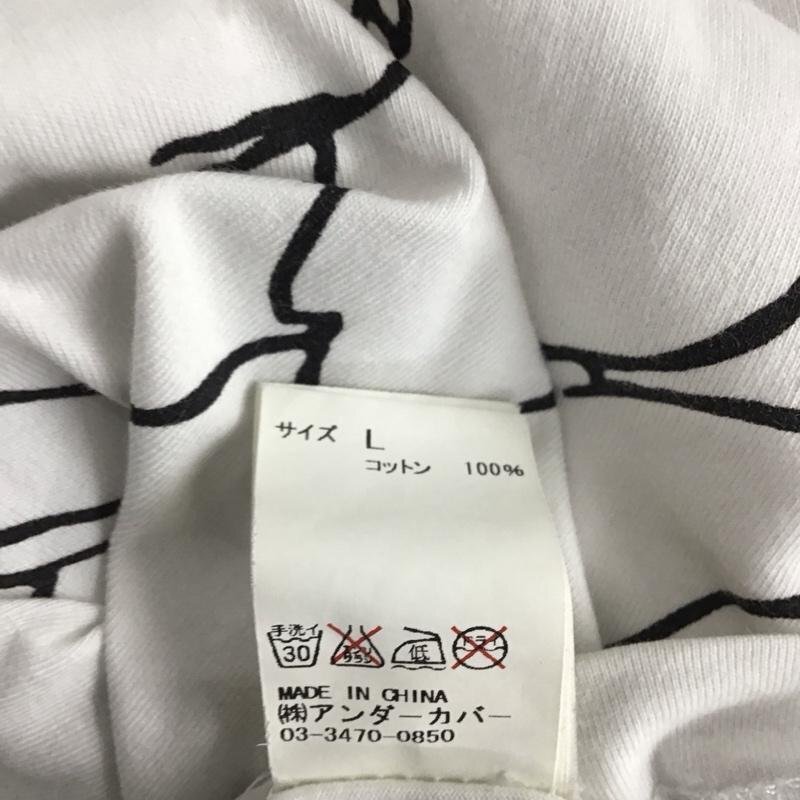 サイズ L
コットン 100%
手洗イ 30 エンソサラシ 低 ドライ
MADE IN CHINA
㈱アンダーカバー
03-3470-0850